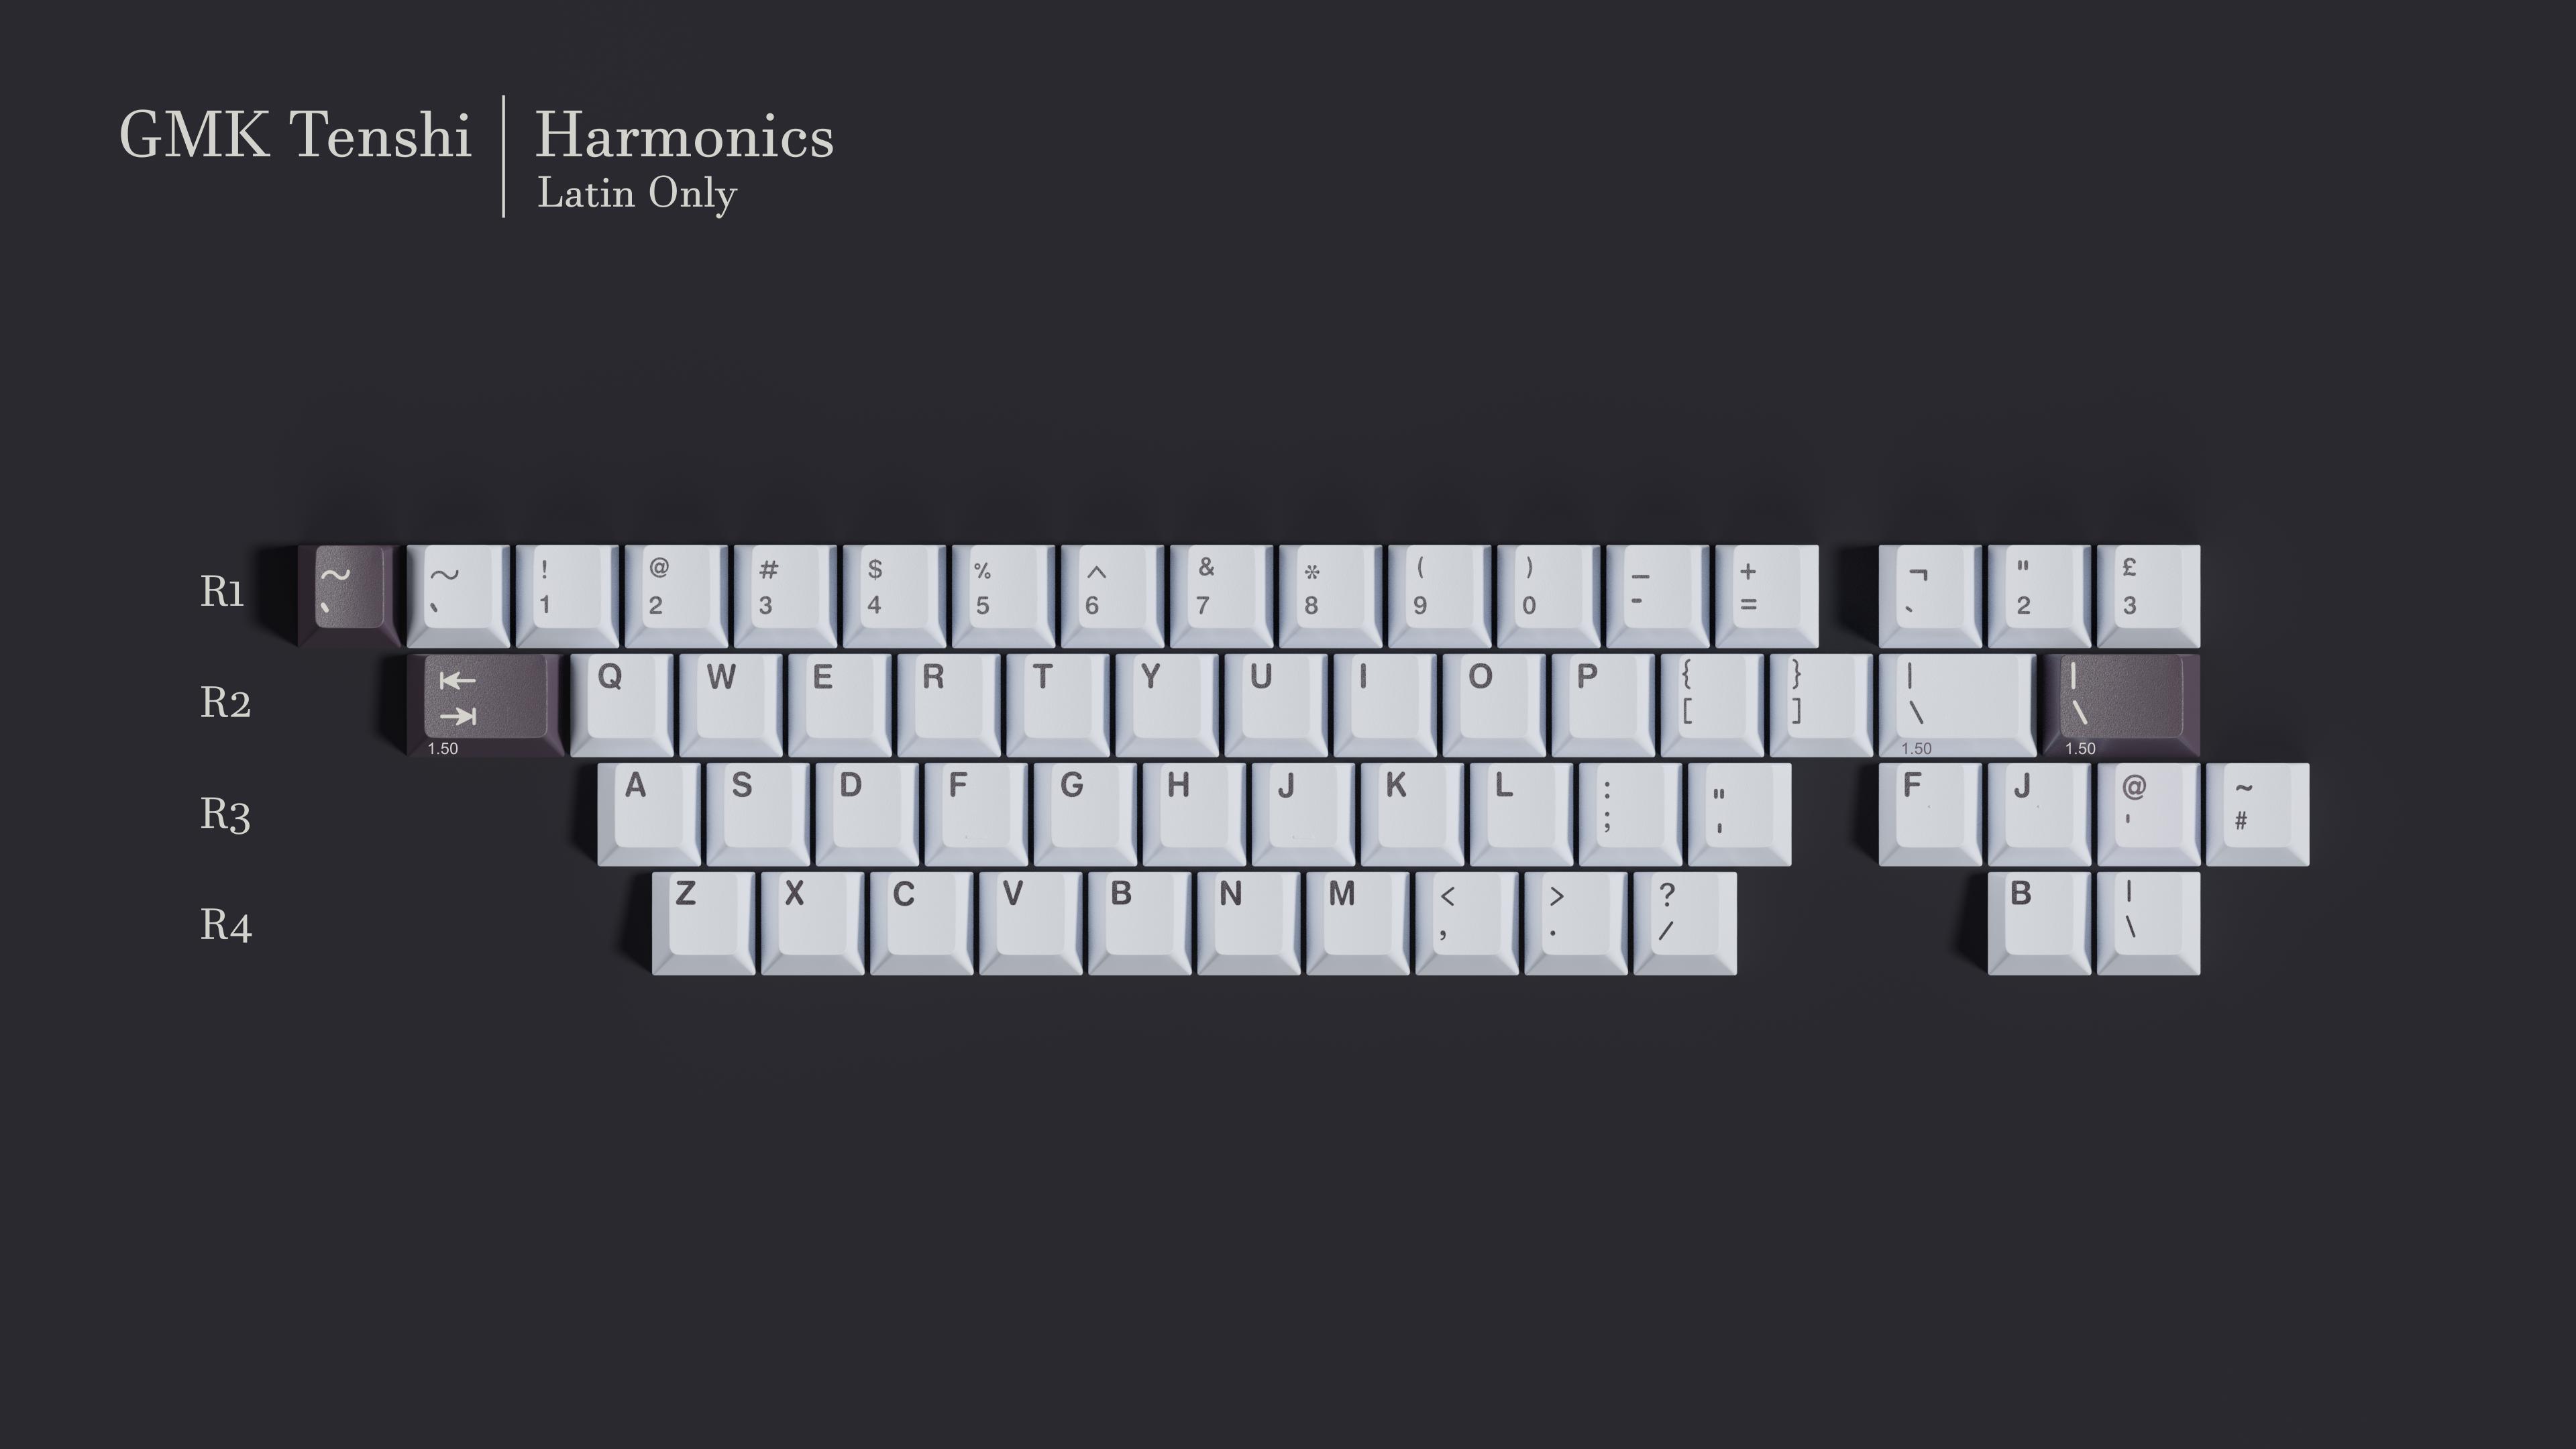 GMK Tenshi | Harmonics
Latin Only
R1 ~ ` ~ ` ! 1 @ 2 # 3 $ 4 % 5 ^ 6 & 7 * 8 ( 9 ) 0 _ - + = ¬ ` " 2 £ 3
R2 Q W E R T Y U I O P { [ } ] | \ | \
1.50 1.50 1.50
R3 A S D F G H J K L : ; " ' F J @ ' ~ #
R4 Z X C V B N M < , > . ? / B | \